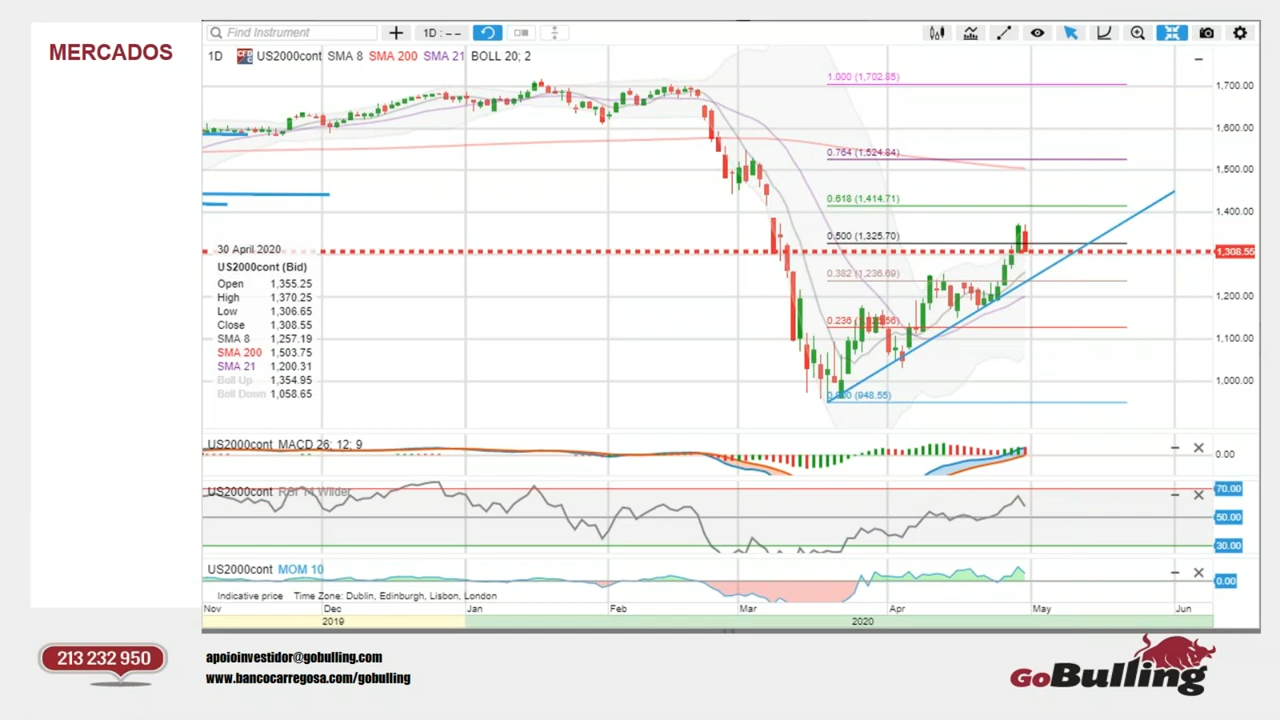 MERCADOS
Find Instrument
1D : – –
1D US2000cont SMA 8 SMA 200 SMA 21 BOLL 20; 2
1.000 (1,702.85)
0.764 (1,524.84)
0.618 (1,414.71)
0.500 (1,325.70)
0.382 (1,236.69)
0.236
(948.55)
1,700.00
1,600.00
1,500.00
1,400.00
1,308.55
1,200.00
1,100.00
1,000.00
30 April 2020
US2000cont (Bid)
Open 1,355.25
High 1,370.25
Low 1,306.65
Close 1,308.55
SMA 8 1,257.19
SMA 200 1,503.75
SMA 21 1,200.31
Boll Up 1,354.95
Boll Down 1,058.65
US2000cont MACD 26; 12; 9
0.00
US2000cont RSI 14 Wilder
70.00
50.00
30.00
US2000cont MOM 10
0.00
Indicative price Time Zone: Dublin, Edinburgh, Lisbon, London
Nov Dec Jan Feb Mar Apr May Jun
2019 2020
213 232 950
apoioinvestidor@gobulling.com
www.bancocarregosa.com/gobulling
GoBulling